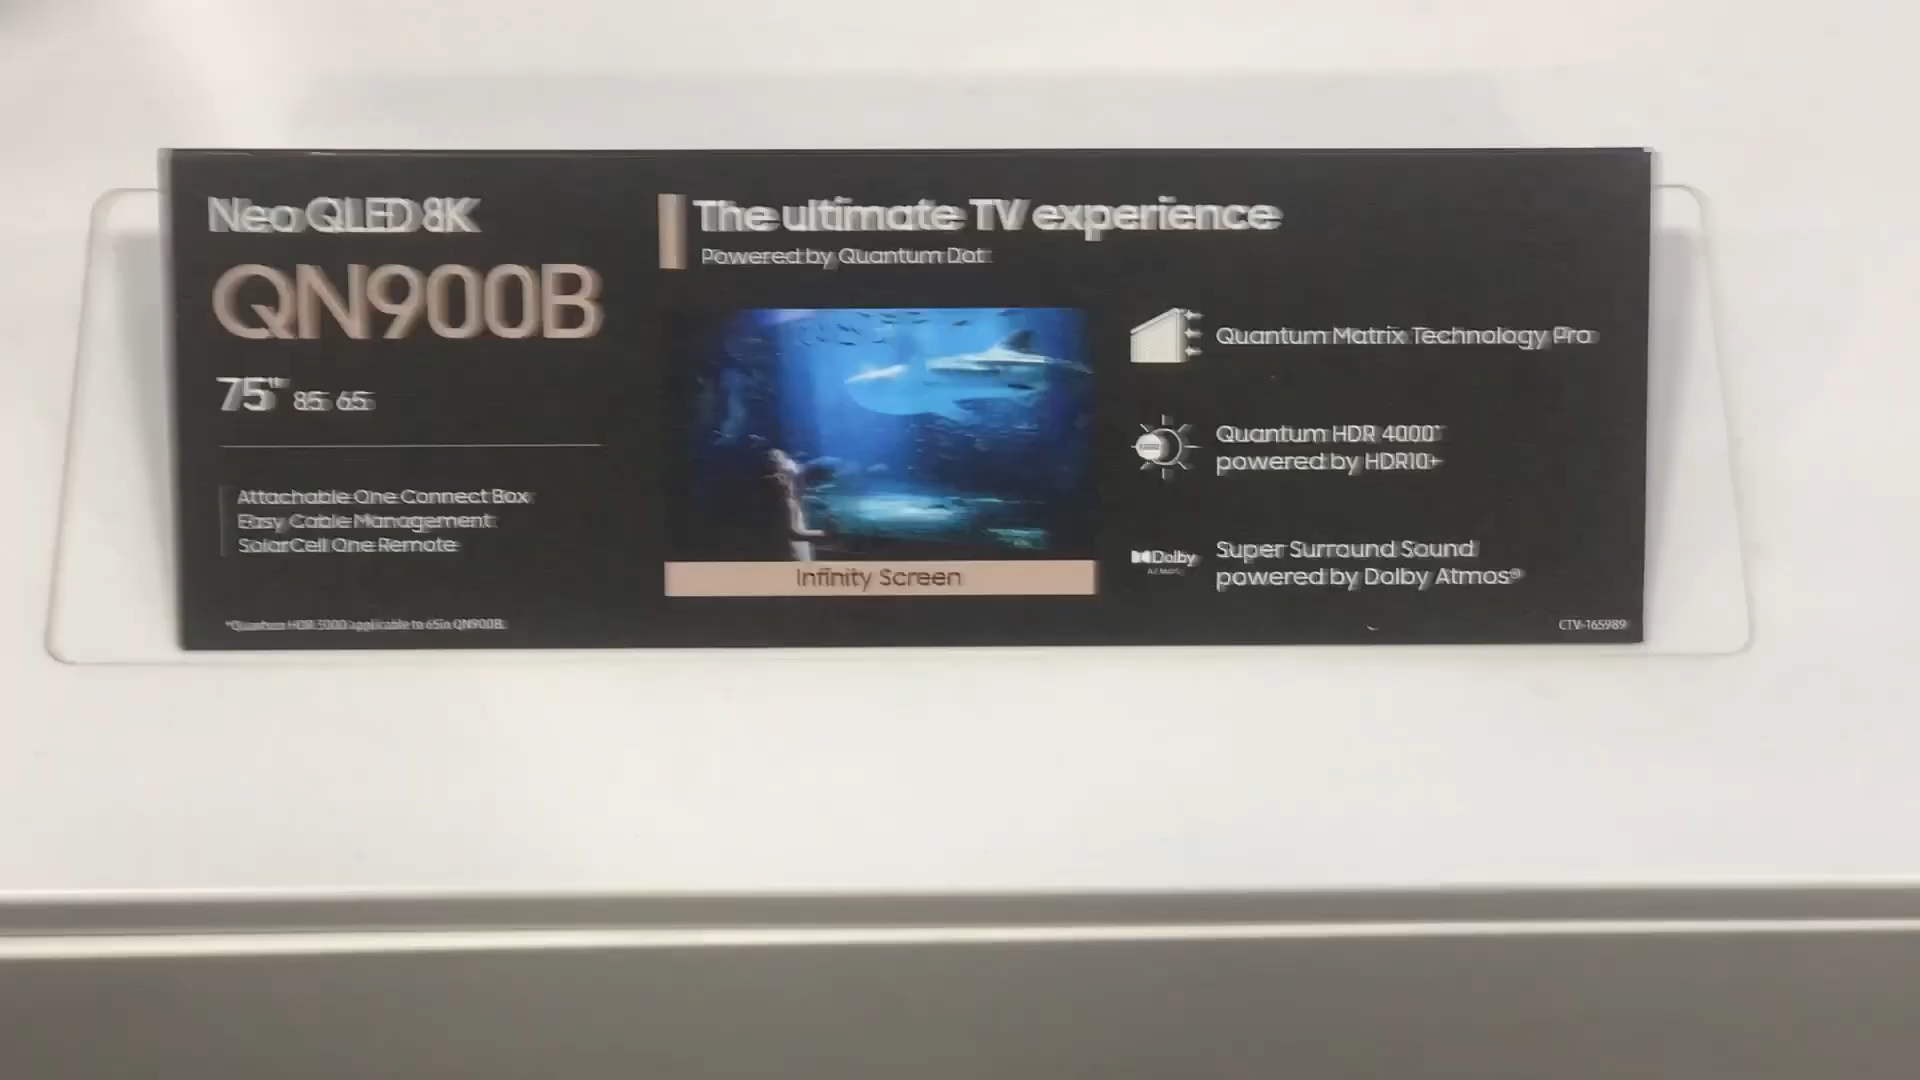 Neo QLED 8K
QN900B
75" 85 65
Attachable One Connect Box
Easy Cable Management
SolarCell One Remote
*Quantum HDR 3000 applicable to 65in QN900B.
The ultimate TV experience
Powered by Quantum Dot
Infinity Screen
Quantum Matrix Technology Pro
Quantum HDR 4000*
powered by HDR10+
Dolby
ATMOS
Super Surround Sound
powered by Dolby Atmos®
CTV-165989